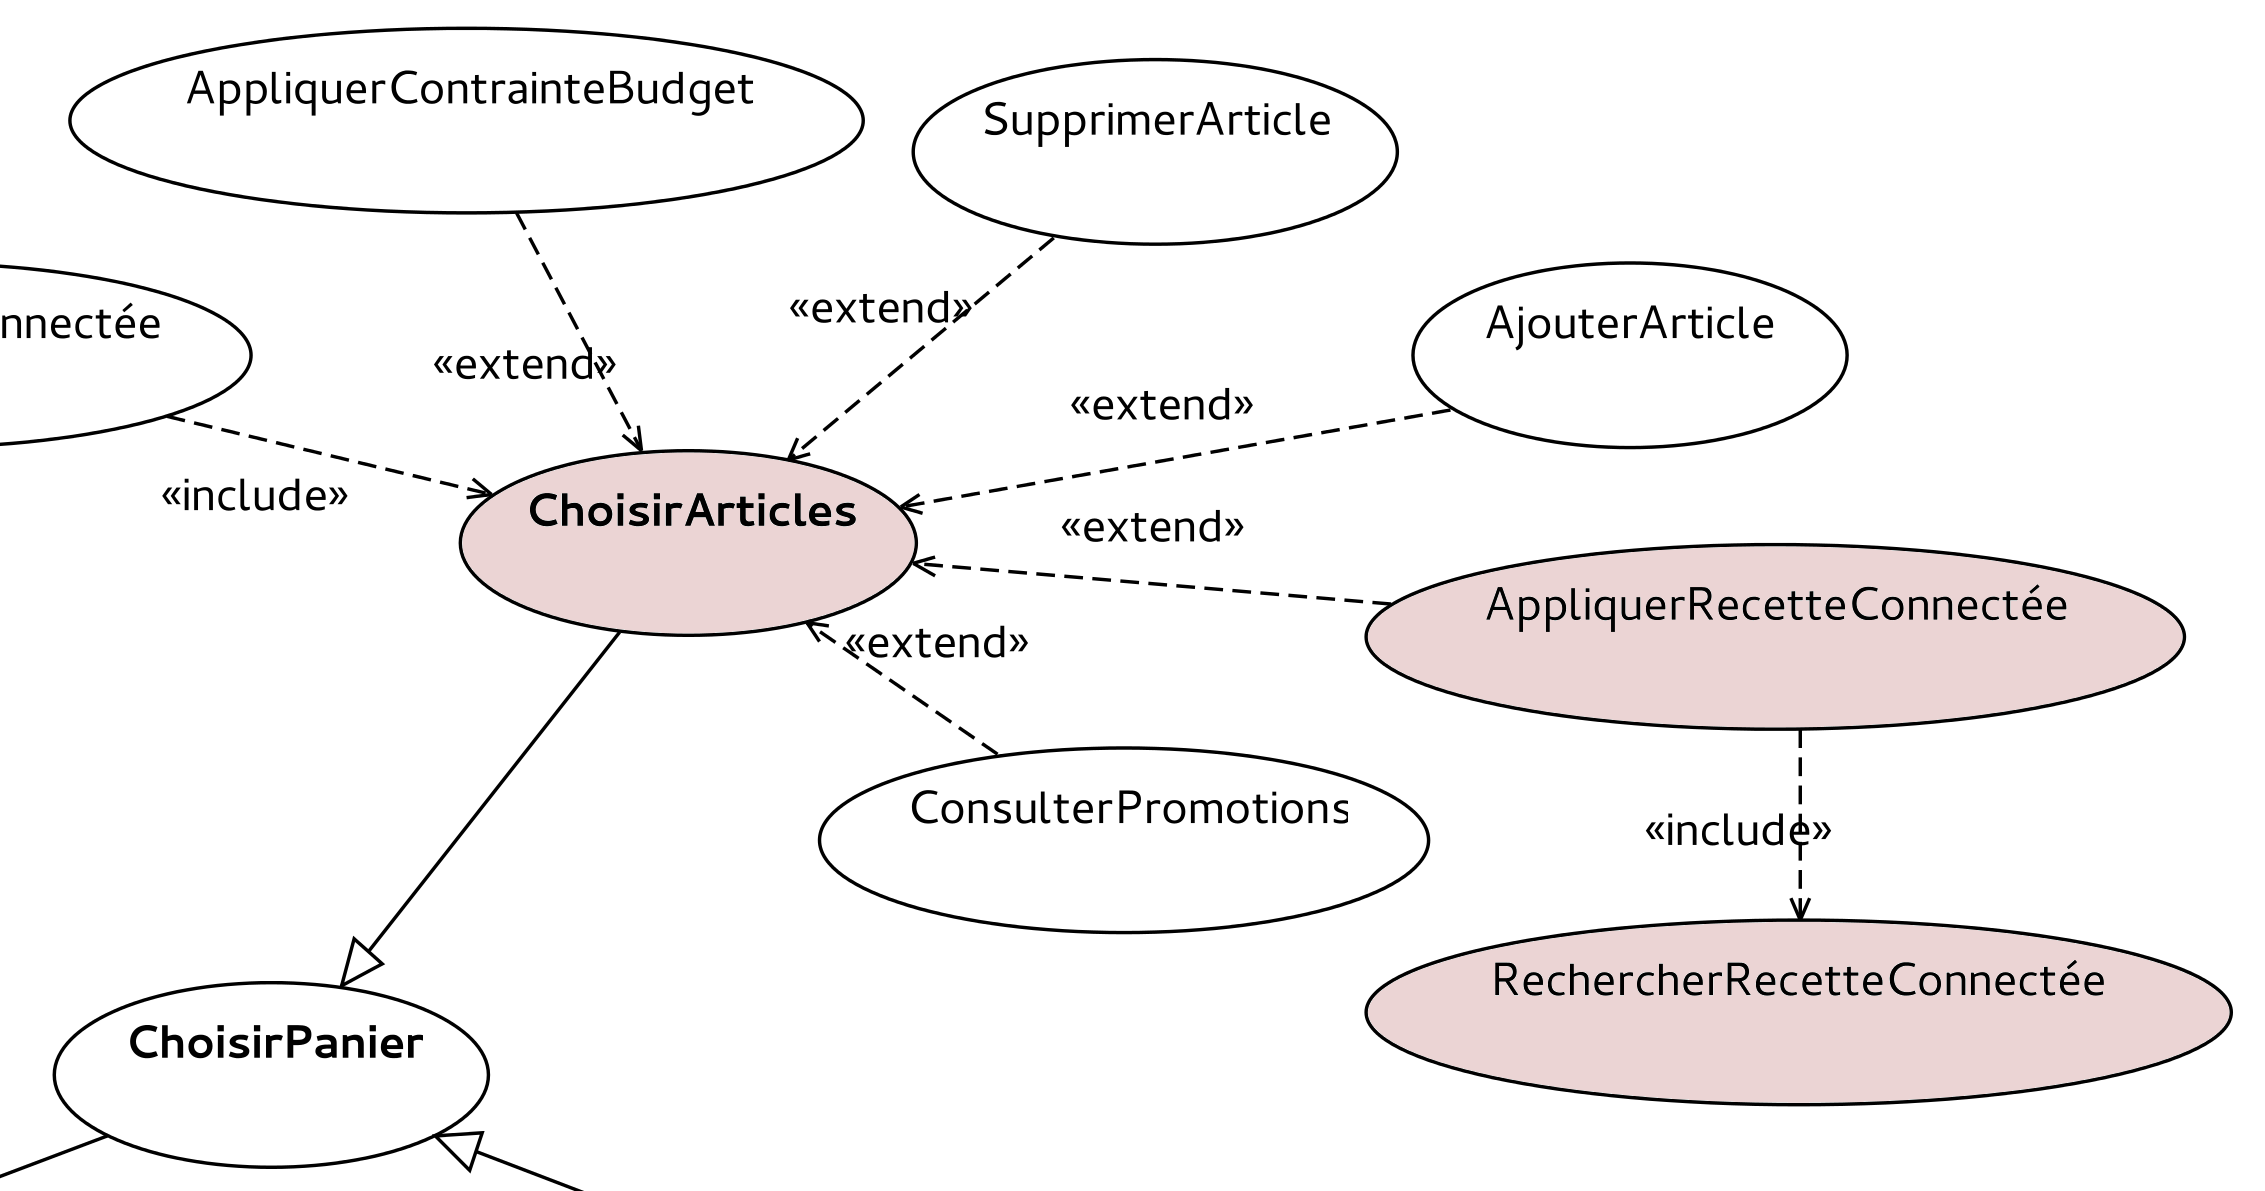 AppliquerContrainteBudget
SupprimerArticle
«extend»
nnectée
AjouterArticle
«extend»
«extend»
«include»
ChoisirArticles
«extend»
AppliquerRecetteConnectée
«extend»
ConsulterPromotions
«include»
RechercherRecetteConnectée
ChoisirPanier